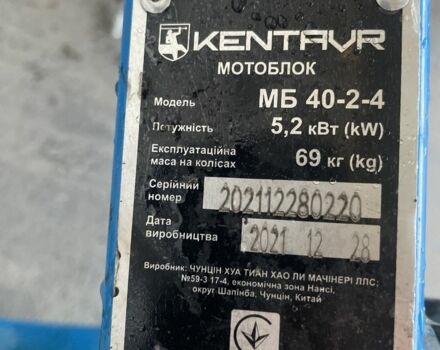 KENTAVR
МОТОБЛОК
Модель МБ 40-2-4
Потужність 5,2 кВт (kW)
Експлуатаційна
маса на колісах 69 кг (kg)
Серійний
номер 202112280220
Дата
виробництва 2021 12 28
Виробник: ЧУНЦІН ХУА ТИАН ХАО ЛИ МАЧІНЕРІ ЛЛС;
№59-3 17-4, економічна зона Нансі,
округ Шапінба, Чунцін, Китай